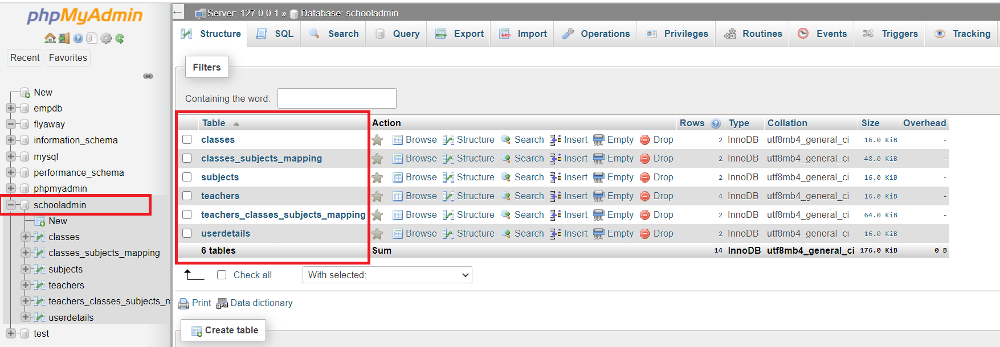 phpMyAdmin
Recent Favorites
New
empdb
flyaway
information_schema
mysql
performance_schema
phpmyadmin
schooladmin
New
classes
classes_subjects_mapping
subjects
teachers
teachers_classes_subjects_m
userdetails
test
Server: 127.0.0.1 » Database: schooladmin
Structure SQL Search Query Export Import Operations Privileges Routines Events Triggers Tracking
Filters
Containing the word:
Table Action Rows Type Collation Size Overhead
classes Browse Structure Search Insert Empty Drop 2 InnoDB utf8mb4_general_ci 16.0 KiB -
classes_subjects_mapping Browse Structure Search Insert Empty Drop 2 InnoDB utf8mb4_general_ci 48.0 KiB -
subjects Browse Structure Search Insert Empty Drop 2 InnoDB utf8mb4_general_ci 16.0 KiB -
teachers Browse Structure Search Insert Empty Drop 4 InnoDB utf8mb4_general_ci 16.0 KiB -
teachers_classes_subjects_mapping Browse Structure Search Insert Empty Drop 2 InnoDB utf8mb4_general_ci 64.0 KiB -
userdetails Browse Structure Search Insert Empty Drop 2 InnoDB utf8mb4_general_ci 16.0 KiB -
6 tables Sum 14 InnoDB utf8mb4_general_ci 176.0 KiB 0 B
Check all With selected:
Print Data dictionary
Create table